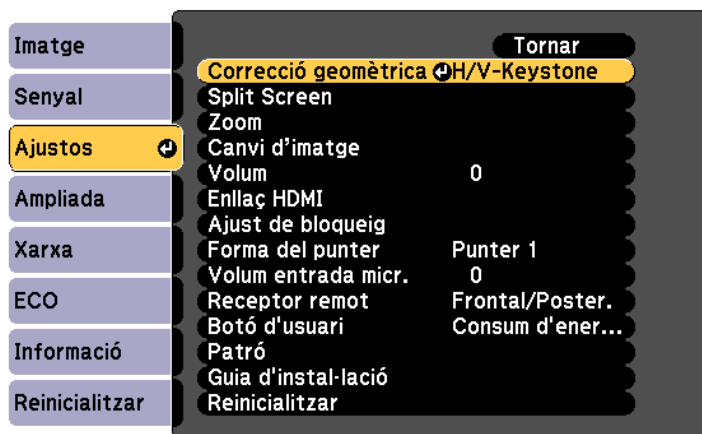 Imatge
Senyal
Ajustos
Ampliada
Xarxa
ECO
Informació
Reinicialitzar
Tornar
Correcció geomètrica H/V-Keystone
Split Screen
Zoom
Canvi d'imatge
Volum 0
Enllaç HDMI
Ajust de bloqueig
Forma del punter Punter 1
Volum entrada micr. 0
Receptor remot Frontal/Poster.
Botó d'usuari Consum d'ener...
Patró
Guia d'instal·lació
Reinicialitzar